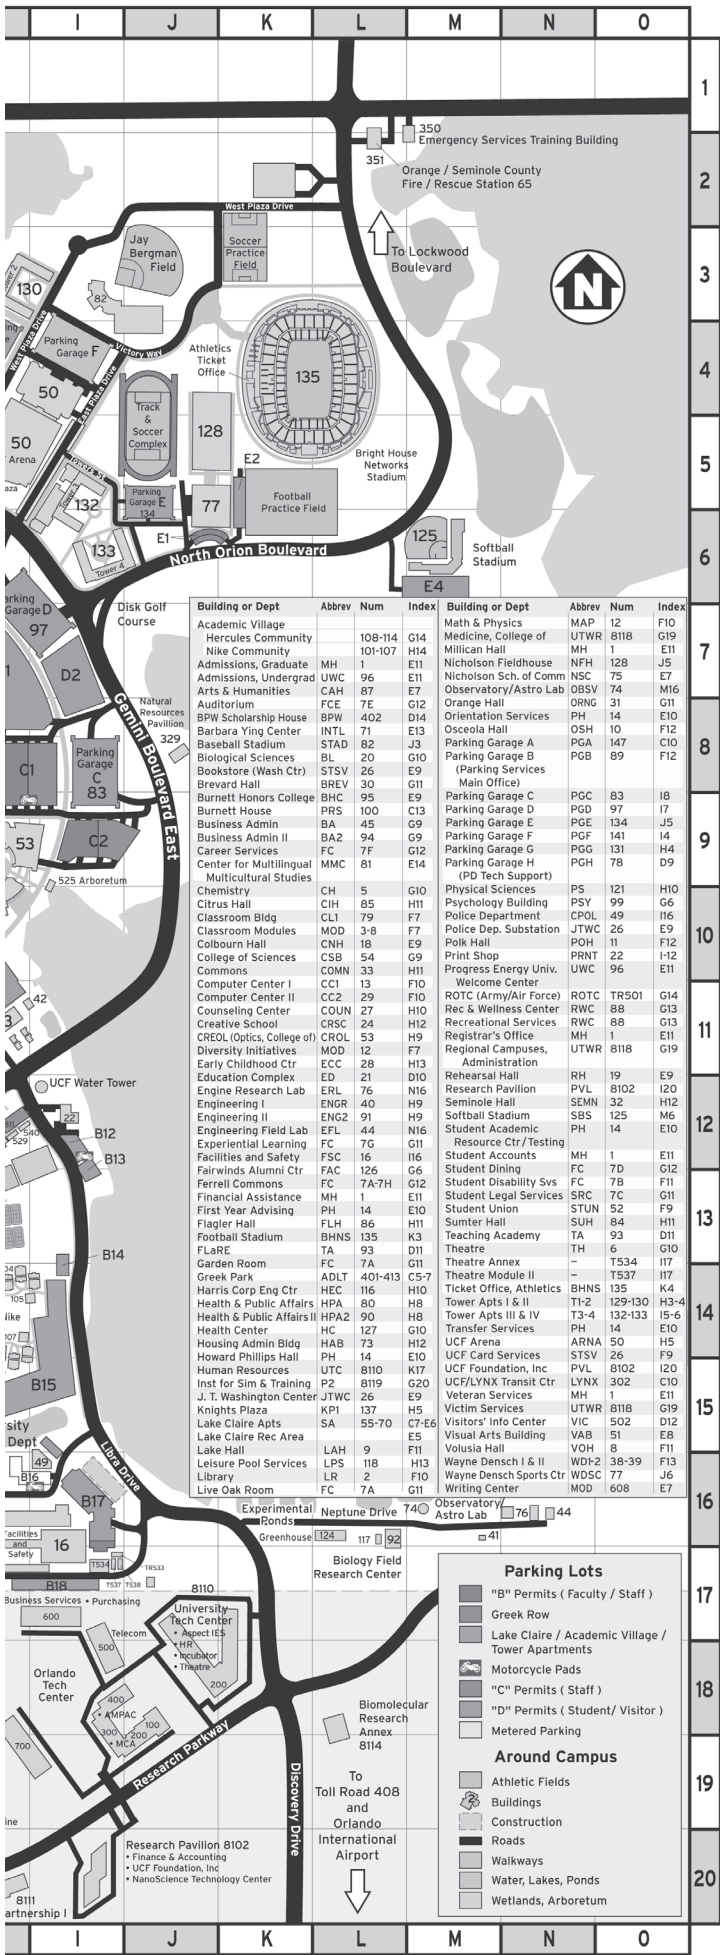 I J K L M N O
1
350
Emergency Services Training Building
351
2
Orange / Seminole County
Fire / Rescue Station 65
West Plaza Drive
Jay
Bergman
Field
Soccer
Practice
Field
To Lockwood
Boulevard
N
3
130
82
West Plaza Drive
Parking
Garage F
Victory Way
Athletics
Ticket
Office
135
4
50
East Plaza Drive
Track
&
Soccer
Complex
128
50
Arena
Bright House
Networks
Stadium
5
E2
Tower 3
132
Parking
Garage E
134
77
Football
Practice Field
E1
133
Tower 4
North Orion Boulevard
125
Softball
Stadium
6
E4
Garage D
97
Disk Golf
Course
7
D2
Gemini Boulevard East
Natural
Resources
Pavilion
329
8
C1
Parking
Garage
C
83
53
C2
9
525 Arboretum
10
42
11
UCF Water Tower
22
540
529
B12
B13
12
13
B14
105
107
14
B15
15
Libra Drive
49
B16
B17
16
Facilities
and
Safety
16
T534
T537
T538
TR533
B18
17
Building or Dept Abbrev Num Index
Academic Village
Hercules Community 108-114 G14
Nike Community 101-107 H14
Admissions, Graduate MH 1 E11
Admissions, Undergrad UWC 96 E11
Arts & Humanities CAH 87 E7
Auditorium FCE 7E G12
BPW Scholarship House BPW 402 D14
Barbara Ying Center INTL 71 E13
Baseball Stadium STAD 82 J3
Biological Sciences BL 20 G10
Bookstore (Wash Ctr) STSV 26 E9
Brevard Hall BREV 30 G11
Burnett Honors College BHC 95 E9
Burnett House PRS 100 C13
Business Admin BA 45 G9
Business Admin II BA2 94 G9
Career Services FC 7F G12
Center for Multilingual MMC 81 E14
Multicultural Studies
Chemistry CH 5 G10
Citrus Hall CIH 85 H11
Classroom Bldg CL1 79 F7
Classroom Modules MOD 3-8 F7
Colbourn Hall CNH 18 E9
College of Sciences CSB 54 G9
Commons COMN 33 H11
Computer Center I CC1 13 F10
Computer Center II CC2 29 F10
Counseling Center COUN 27 H10
Creative School CRSC 24 H12
CREOL (Optics, College of) CROL 53 H9
Diversity Initiatives MOD 12 F7
Early Childhood Ctr ECC 28 H13
Education Complex ED 21 D10
Engine Research Lab ERL 76 N16
Engineering I ENGR 40 H9
Engineering II ENG2 91 H9
Engineering Field Lab EFL 44 N16
Experiential Learning FC 7G G11
Facilities and Safety FSC 16 I16
Fairwinds Alumni Ctr FAC 126 G6
Ferrell Commons FC 7A-7H G12
Financial Assistance MH 1 E11
First Year Advising PH 14 E10
Flagler Hall FLH 86 H11
Football Stadium BHNS 135 K3
FLaRE TA 93 D11
Garden Room FC 7A G11
Greek Park ADLT 401-413 C5-7
Harris Corp Eng Ctr HEC 116 H10
Health & Public Affairs HPA 80 H8
Health & Public Affairs II HPA2 90 H8
Health Center HC 127 G10
Housing Admin Bldg HAB 73 H12
Howard Phillips Hall PH 14 E10
Human Resources UTC 8110 K17
Inst for Sim & Training P2 8119 G20
J. T. Washington Center JTWC 26 E9
Knights Plaza KP1 137 H5
Lake Claire Apts SA 55-70 C7-E6
Lake Claire Rec Area E5
Lake Hall LAH 9 F11
Leisure Pool Services LPS 118 H13
Library LR 2 F10
Live Oak Room FC 7A G11
Building or Dept Abbrev Num Index
Math & Physics MAP 12 F10
Medicine, College of UTWR 8118 G19
Millican Hall MH 1 E11
Nicholson Fieldhouse NFH 128 J5
Nicholson Sch. of Comm NSC 75 E7
Observatory/Astro Lab OBSV 74 M16
Orange Hall ORNG 31 G11
Orientation Services PH 14 E10
Osceola Hall OSH 10 F12
Parking Garage A PGA 147 C10
Parking Garage B PGB 89 F12
(Parking Services
Main Office)
Parking Garage C PGC 83 I8
Parking Garage D PGD 97 I7
Parking Garage E PGE 134 J5
Parking Garage F PGF 141 I4
Parking Garage G PGG 131 H4
Parking Garage H PGH 78 D9
(PD Tech Support)
Physical Sciences PS 121 H10
Psychology Building PSY 99 G6
Police Department CPOL 49 I16
Police Dep. Substation JTWC 26 E9
Polk Hall POH 11 F12
Print Shop PRNT 22 I-12
Progress Energy Univ. UWC 96 E11
Welcome Center
ROTC (Army/Air Force) ROTC TR501 G14
Rec & Wellness Center RWC 88 G13
Recreational Services RWC 88 G13
Registrar's Office MH 1 E11
Regional Campuses, UTWR 8118 G19
Administration
Rehearsal Hall RH 19 E9
Research Pavilion PVL 8102 I20
Seminole Hall SEMN 32 H12
Softball Stadium SBS 125 M6
Student Academic PH 14 E10
Resource Ctr/Testing
Student Accounts MH 1 E11
Student Dining FC 7D G12
Student Disability Svs FC 7B F11
Student Legal Services SRC 7C G11
Student Union STUN 52 F9
Sumter Hall SUH 84 H11
Teaching Academy TA 93 D11
Theatre TH 6 G10
Theatre Annex – T534 I17
Theatre Module II – T537 I17
Ticket Office, Athletics BHNS 135 K4
Tower Apts I & II T1-2 129-130 H3-4
Tower Apts III & IV T3-4 132-133 I5-6
Transfer Services PH 14 E10
UCF Arena ARNA 50 H5
UCF Card Services STSV 26 F9
UCF Foundation, Inc PVL 8102 I20
UCF/LYNX Transit Ctr LYNX 302 C10
Veteran Services MH 1 E11
Victim Services UTWR 8118 G19
Visitors' Info Center VIC 502 D12
Visual Arts Building VAB 51 E8
Volusia Hall VOH 8 F11
Wayne Densch I & II WD1-2 38-39 F13
Wayne Densch Sports Ctr WDSC 77 J6
Writing Center MOD 608 E7
Experimental
Ponds
Neptune Drive
74
Observatory/
Astro Lab
76
44
Greenhouse
124
117
92
41
Biology Field
Research Center
Business Services • Purchasing
600
Telecom
500
8110
University
Tech Center
• Aspect IES
• HR
• Incubator
• Theatre
200
Orlando
Tech
Center
400
• AMPAC
300
200
100
• MCA
700
Research Parkway
18
Biomolecular
Research
Annex
8114
Discovery Drive
19
To
Toll Road 408
and
Orlando
International
Airport
Research Pavilion 8102
• Finance & Accounting
• UCF Foundation, Inc
• NanoScience Technology Center
8111
20
Parking Lots
"B" Permits ( Faculty / Staff )
Greek Row
Lake Claire / Academic Village /
Tower Apartments
Motorcycle Pads
"C" Permits ( Staff )
"D" Permits ( Student/ Visitor )
Metered Parking
Around Campus
Athletic Fields
Buildings
Construction
Roads
Walkways
Water, Lakes, Ponds
Wetlands, Arboretum
I J K L M N O